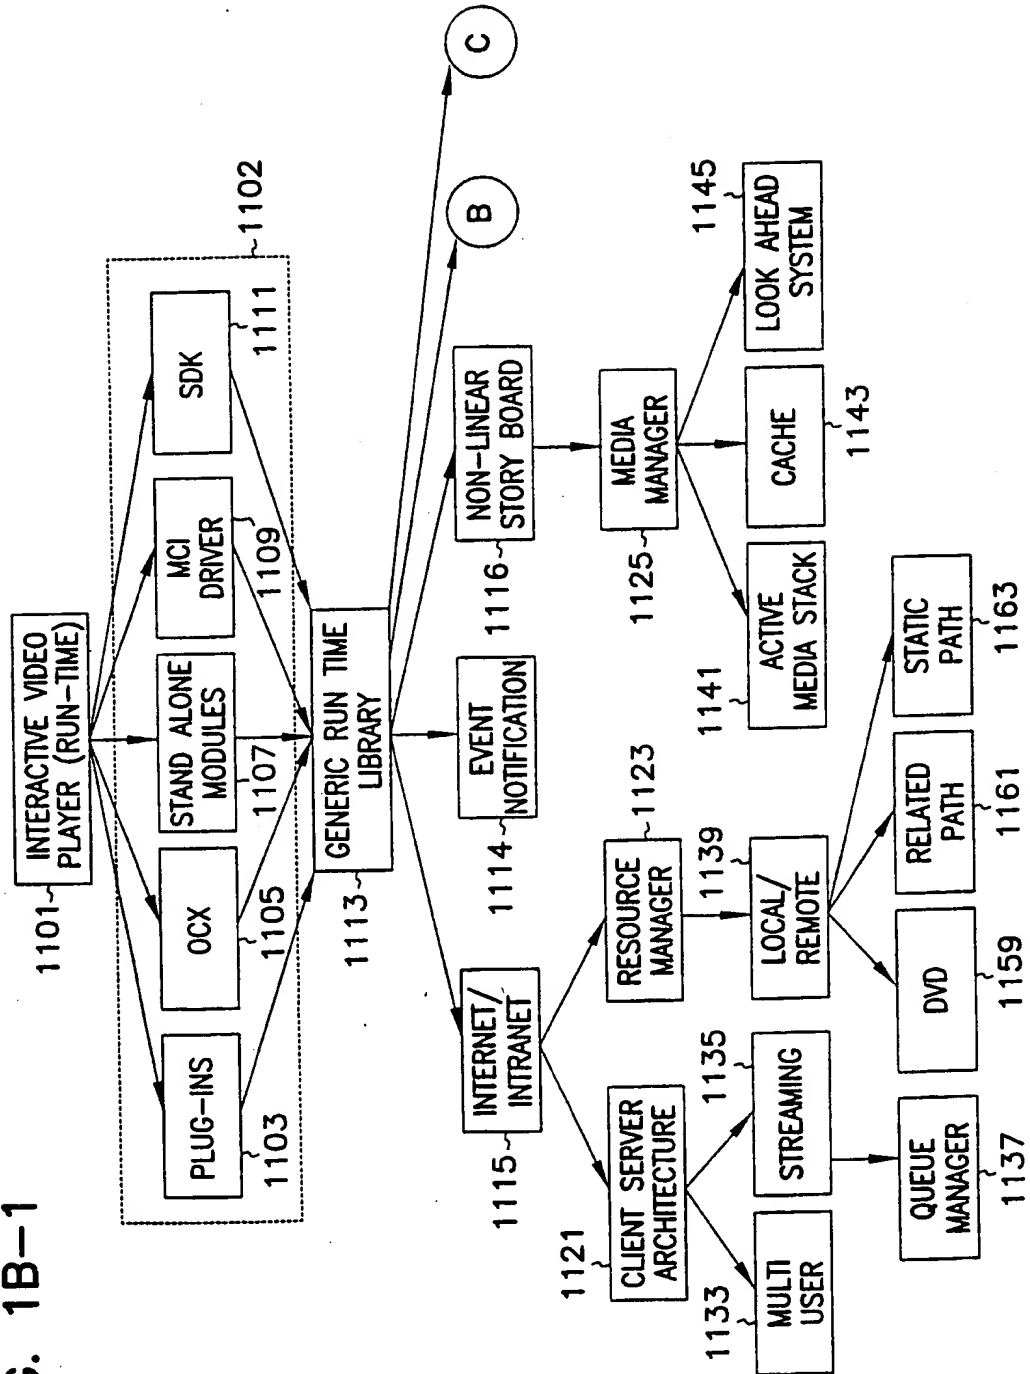 G. 1B-1
INTERACTIVE VIDEO
PLAYER (RUN-TIME)
1101
1102
PLUG-INS
1103
OCX
1105
STAND ALONE
MODULES
1107
MCI
DRIVER
1109
SDK
1111
GENERIC RUN TIME
LIBRARY
1113
INTERNET/
INTRANET
1115
EVENT
NOTIFICATION
1114
NON-LINEAR
STORY BOARD
1116
B
C
CLIENT SERVER
ARCHITECTURE
1121
RESOURCE
MANAGER
1123
MEDIA
MANAGER
1125
MULTI
USER
1133
STREAMING
1135
LOCAL/
REMOTE
1139
ACTIVE
MEDIA STACK
1141
CACHE
1143
LOOK AHEAD
SYSTEM
1145
QUEUE
MANAGER
1137
DVD
1159
RELATED
PATH
1161
STATIC
PATH
1163